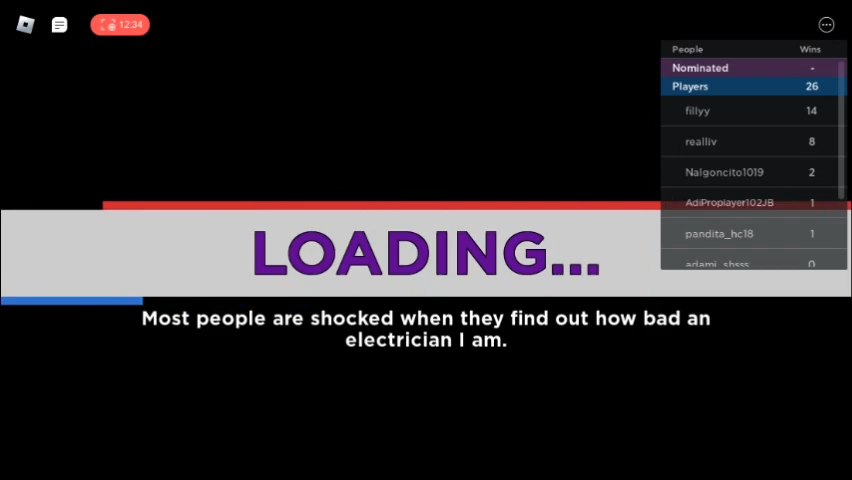 12:34
People Wins
Nominated -
Players 26
fillyy 14
realliv 8
Nalgoncito1019 2
AdiProplayer102JB 1
pandita_hc18 1
adami_shsss 0
LOADING...
Most people are shocked when they find out how bad an
electrician I am.